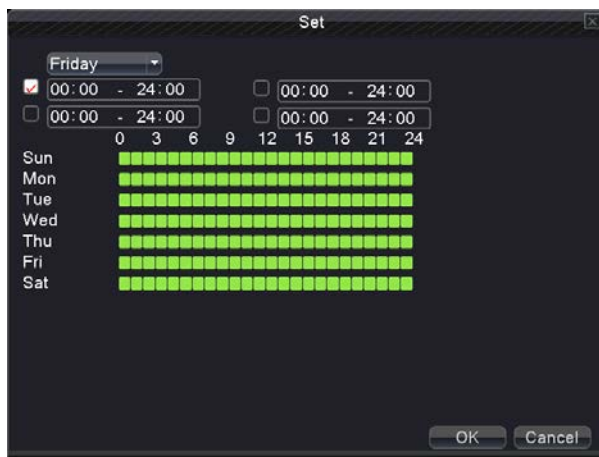 Set
Friday
00:00 - 24:00 00:00 - 24:00
00:00 - 24:00 00:00 - 24:00
0 3 6 9 12 15 18 21 24
Sun
Mon
Tue
Wed
Thu
Fri
Sat
OK Cancel